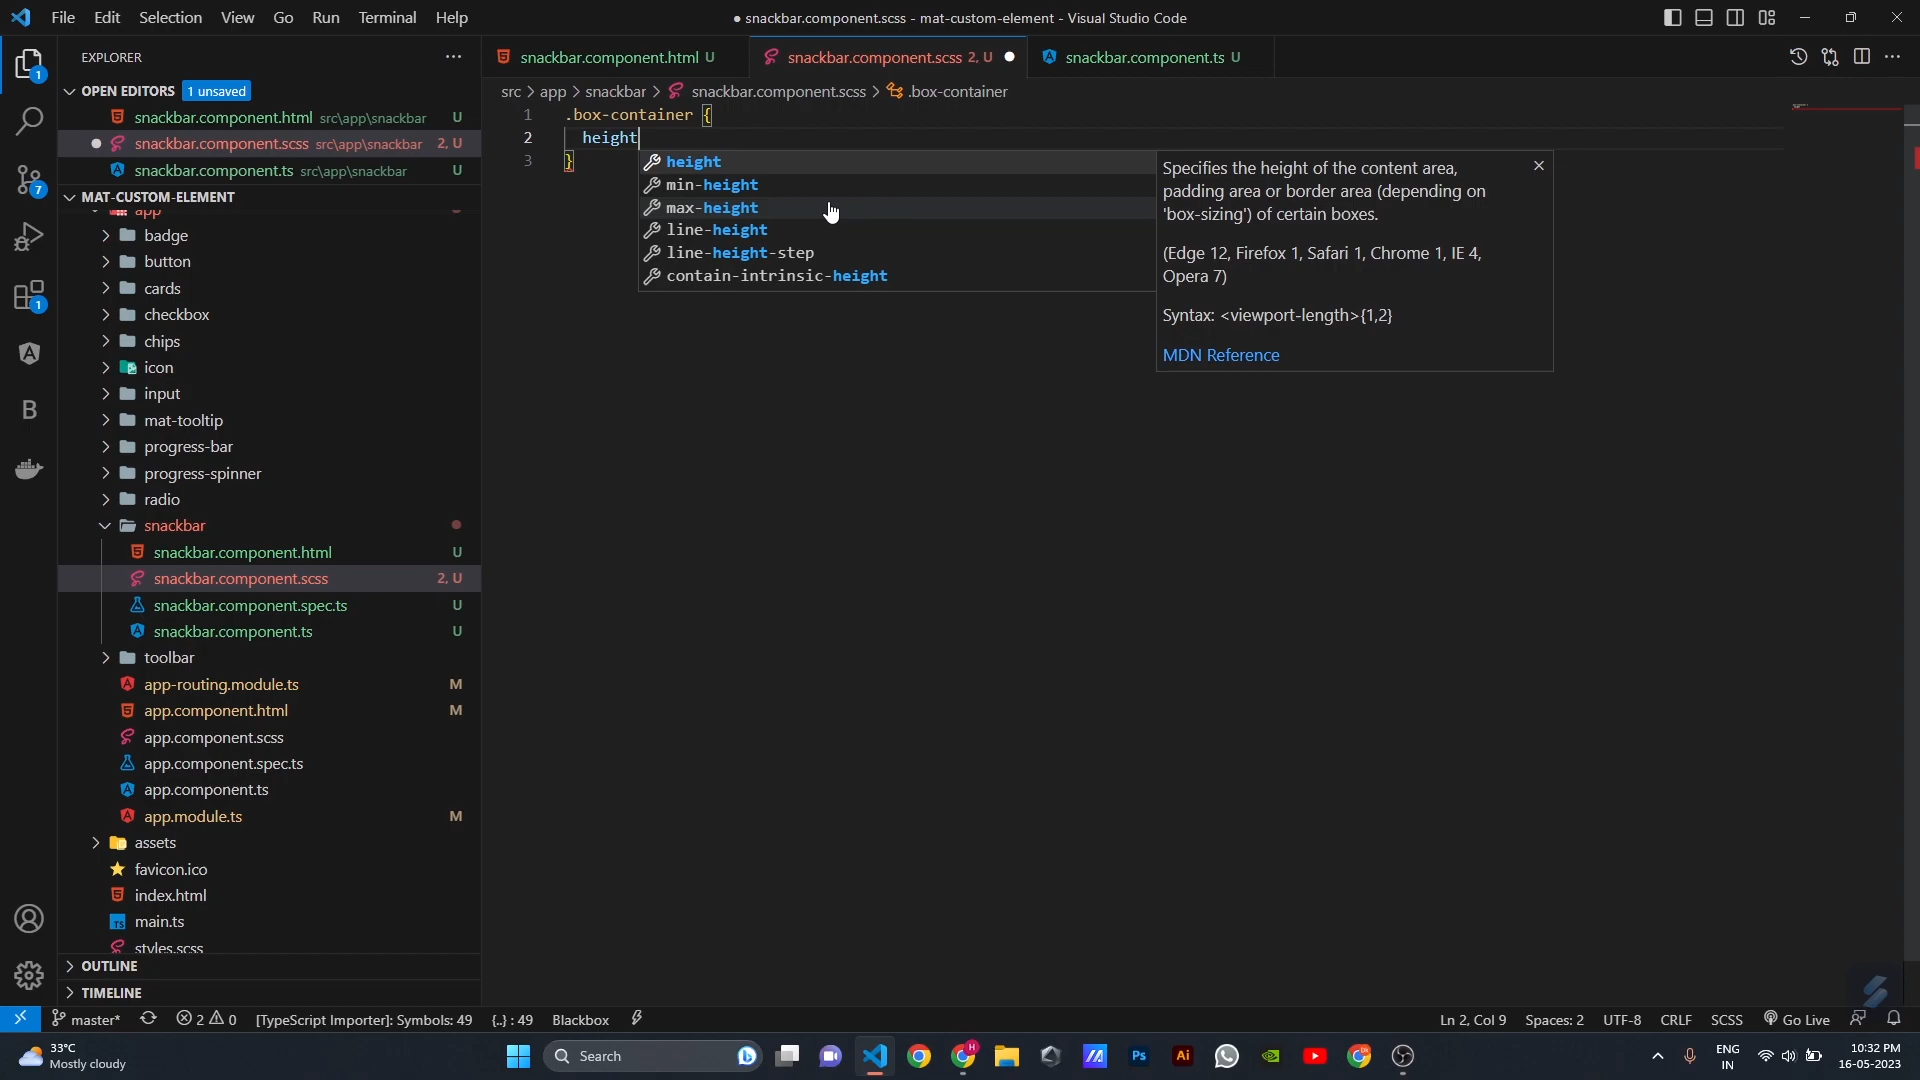 File Edit Selection View Go Run Terminal Help
● snackbar.component.scss - mat-custom-element - Visual Studio Code
EXPLORER
snackbar.component.html U
snackbar.component.scss 2, U
snackbar.component.ts U
OPEN EDITORS 1 unsaved
src > app > snackbar > snackbar.component.scss > .box-container
snackbar.component.html src\app\snackbar U
snackbar.component.scss src\app\snackbar 2, U
snackbar.component.ts src\app\snackbar U
MAT-CUSTOM-ELEMENT
app
badge
button
cards
checkbox
chips
icon
input
mat-tooltip
progress-bar
progress-spinner
radio
snackbar
snackbar.component.html U
snackbar.component.scss 2, U
snackbar.component.spec.ts U
snackbar.component.ts U
toolbar
app-routing.module.ts M
app.component.html M
app.component.scss
app.component.spec.ts
app.component.ts
app.module.ts M
assets
favicon.ico
index.html
main.ts
styles.scss
OUTLINE
TIMELINE
1 .box-container {
2 height
3 }
height
min-height
max-height
line-height
line-height-step
contain-intrinsic-height
Specifies the height of the content area,
padding area or border area (depending on
'box-sizing') of certain boxes.
(Edge 12, Firefox 1, Safari 1, Chrome 1, IE 4,
Opera 7)
Syntax: <viewport-length>{1,2}
MDN Reference
1
7
1
B
master* 2 0 [TypeScript Importer]: Symbols: 49 {..} : 49 Blackbox
Ln 2, Col 9 Spaces: 2 UTF-8 CRLF SCSS Go Live
33°C
Mostly cloudy
Search
H
Ps
Ai
ENG
IN
10:32 PM
16-05-2023